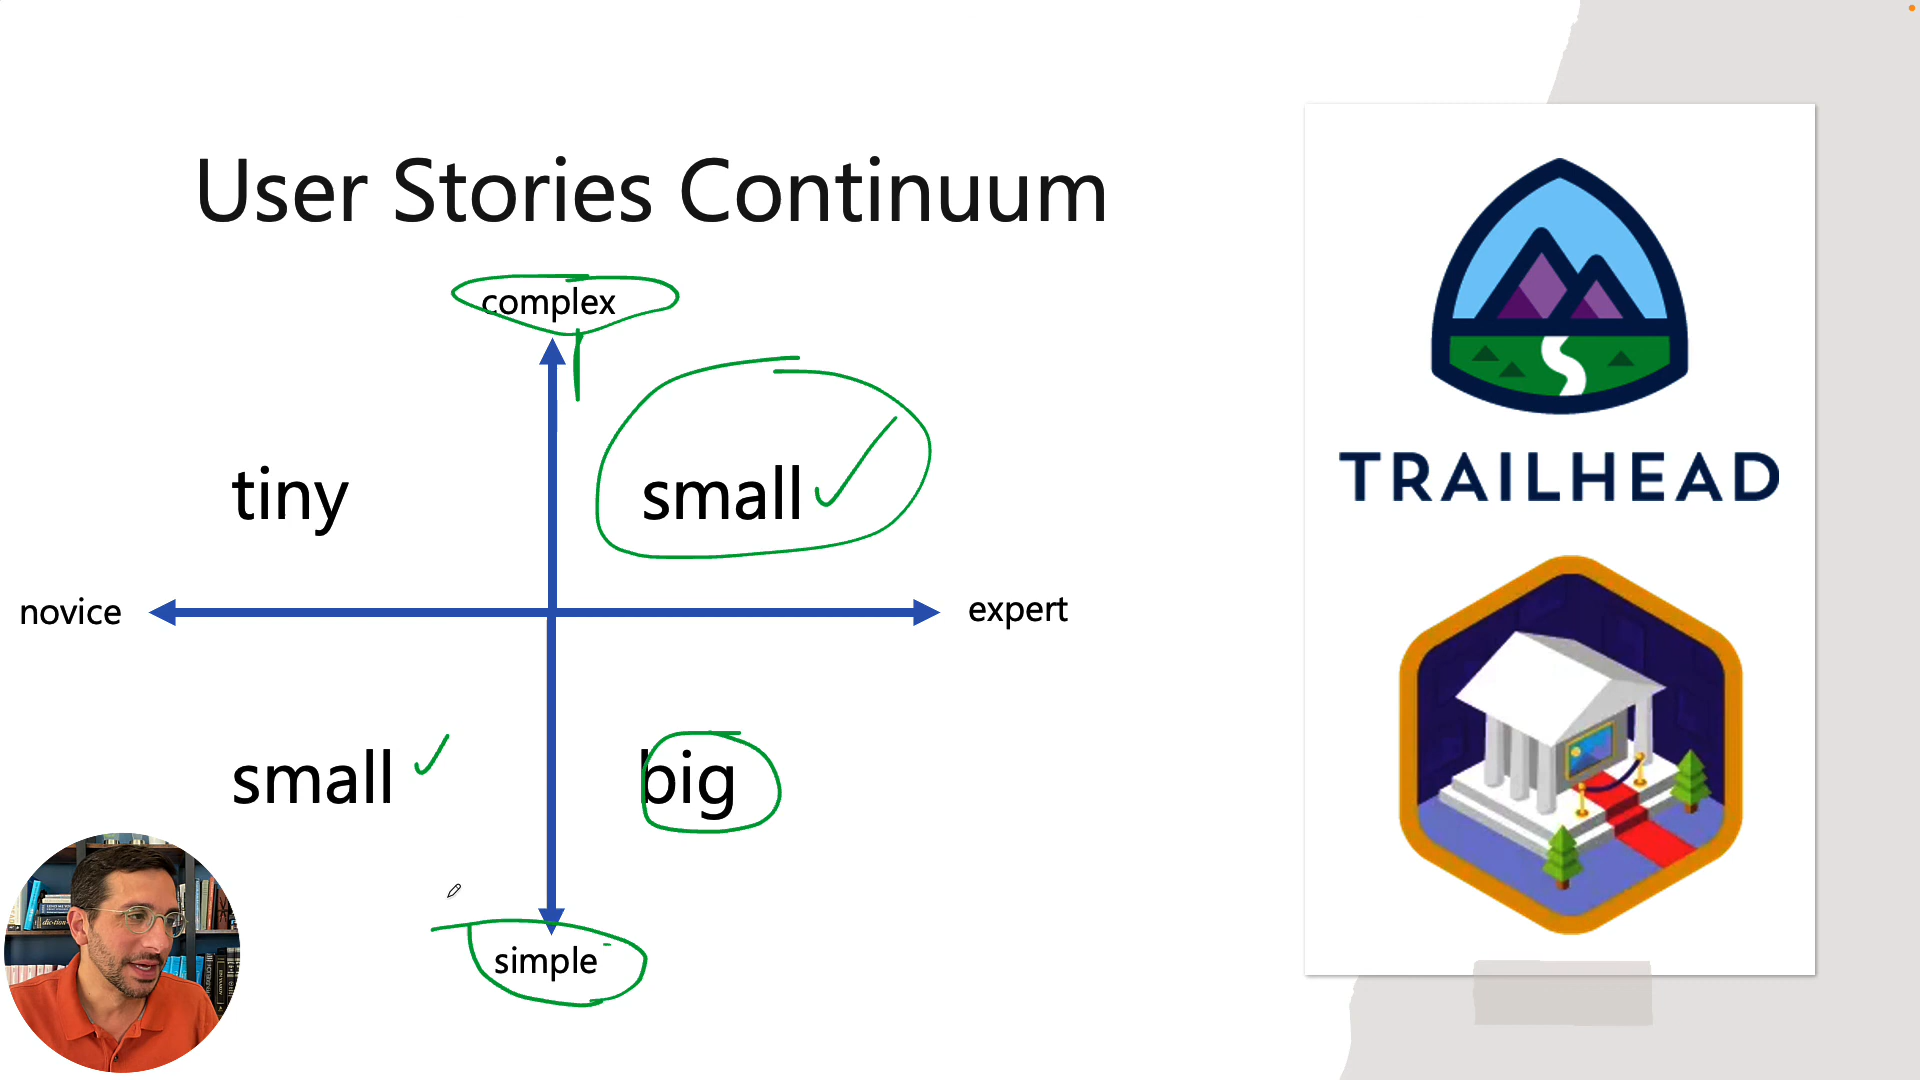 User Stories Continuum
complex
tiny
small
novice
expert
small
big
simple
TRAILHEAD